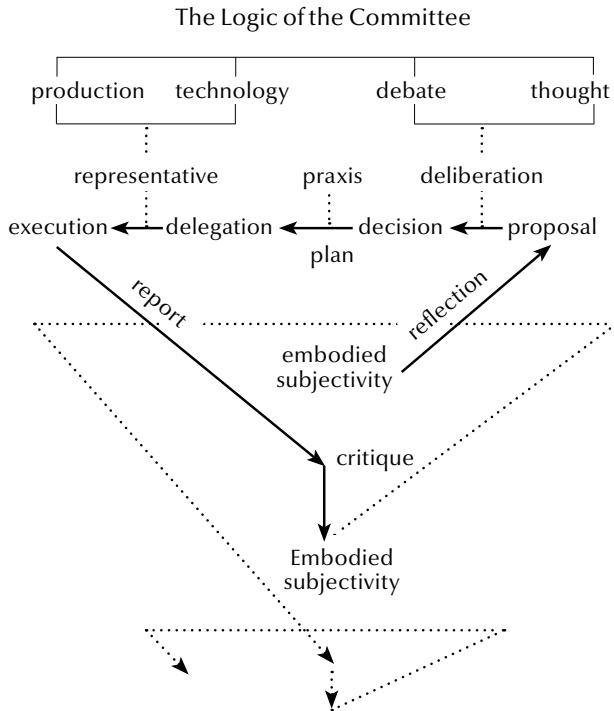 The Logic of the Committee
production technology debate thought
representative praxis deliberation
execution delegation decision proposal
plan
report
reflection
embodied
subjectivity
critique
Embodied
subjectivity